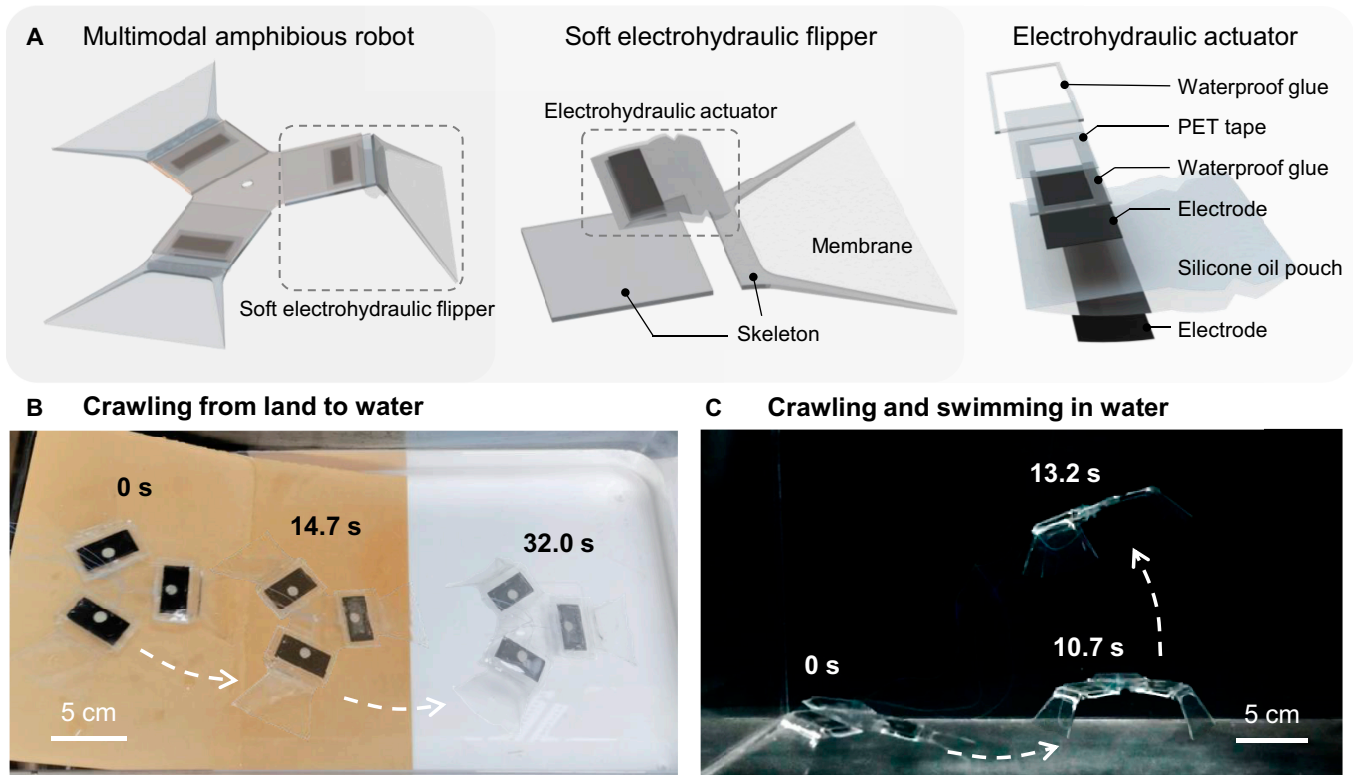 A Multimodal amphibious robot
Soft electrohydraulic flipper
Electrohydraulic actuator
Electrohydraulic actuator
Soft electrohydraulic flipper
Membrane
Skeleton
Waterproof glue
PET tape
Waterproof glue
Electrode
Silicone oil pouch
Electrode
B Crawling from land to water
0 s
14.7 s
32.0 s
5 cm
C Crawling and swimming in water
13.2 s
10.7 s
0 s
5 cm